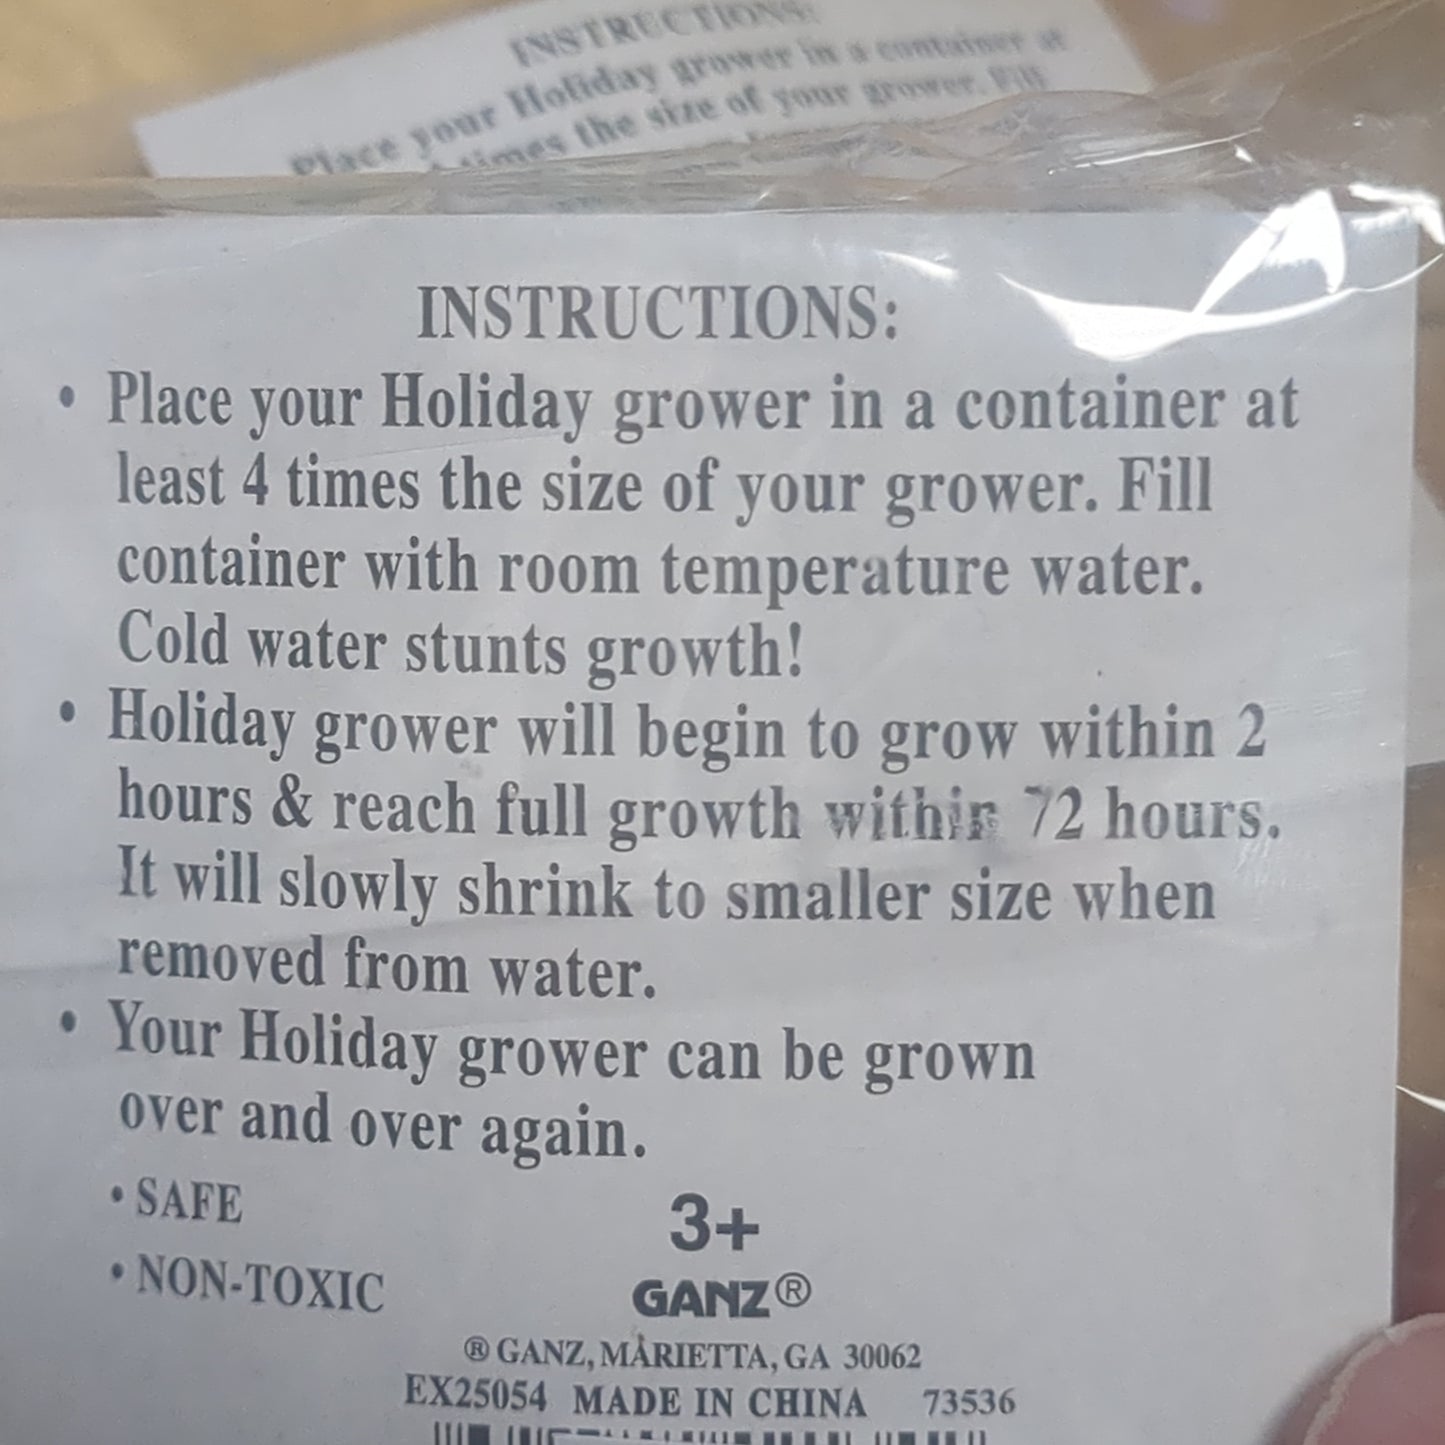 INSTRUCTIONS:
Place your Holiday grower in a container at
times the size of your grower. Fill
INSTRUCTIONS:
• Place your Holiday grower in a container at
least 4 times the size of your grower. Fill
container with room temperature water.
Cold water stunts growth!
• Holiday grower will begin to grow within 2
hours & reach full growth within 72 hours.
It will slowly shrink to smaller size when
removed from water.
• Your Holiday grower can be grown
over and over again.
• SAFE
3+
• NON-TOXIC
GANZ®
® GANZ, MARIETTA, GA 30062
EX25054 MADE IN CHINA 73536